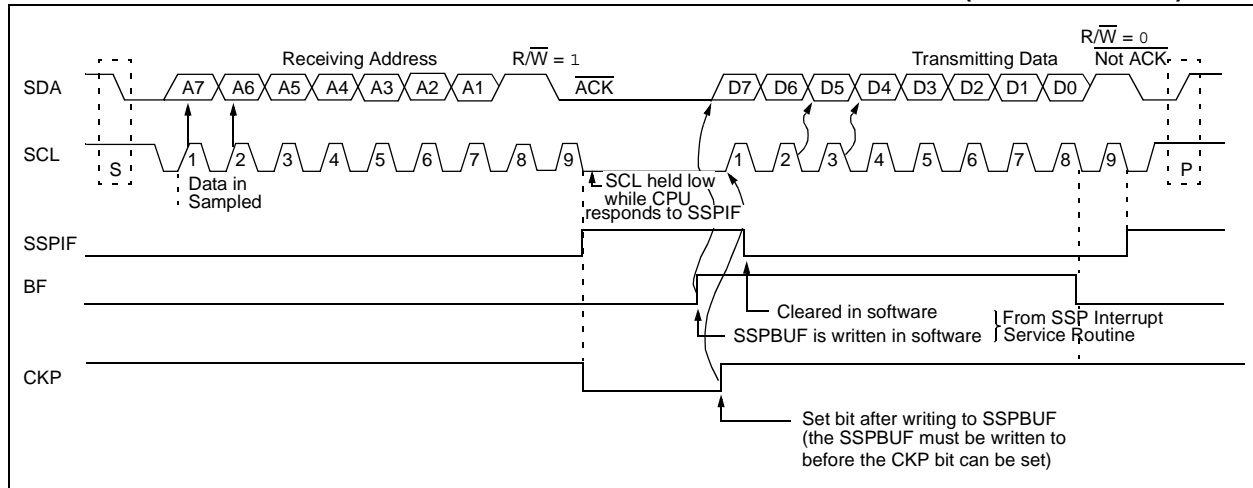 R/W = 0
Receiving Address R/W = 1 Transmitting Data Not ACK
SDA A7 A6 A5 A4 A3 A2 A1 ACK D7 D6 D5 D4 D3 D2 D1 D0
SCL S 1 2 3 4 5 6 7 8 9 1 2 3 4 5 6 7 8 9 P
Data in
Sampled
SCL held low
while CPU
responds to SSPIF
SSPIF
BF
Cleared in software
SSPBUF is written in software
From SSP Interrupt
Service Routine
CKP
Set bit after writing to SSPBUF
(the SSPBUF must be written to
before the CKP bit can be set)